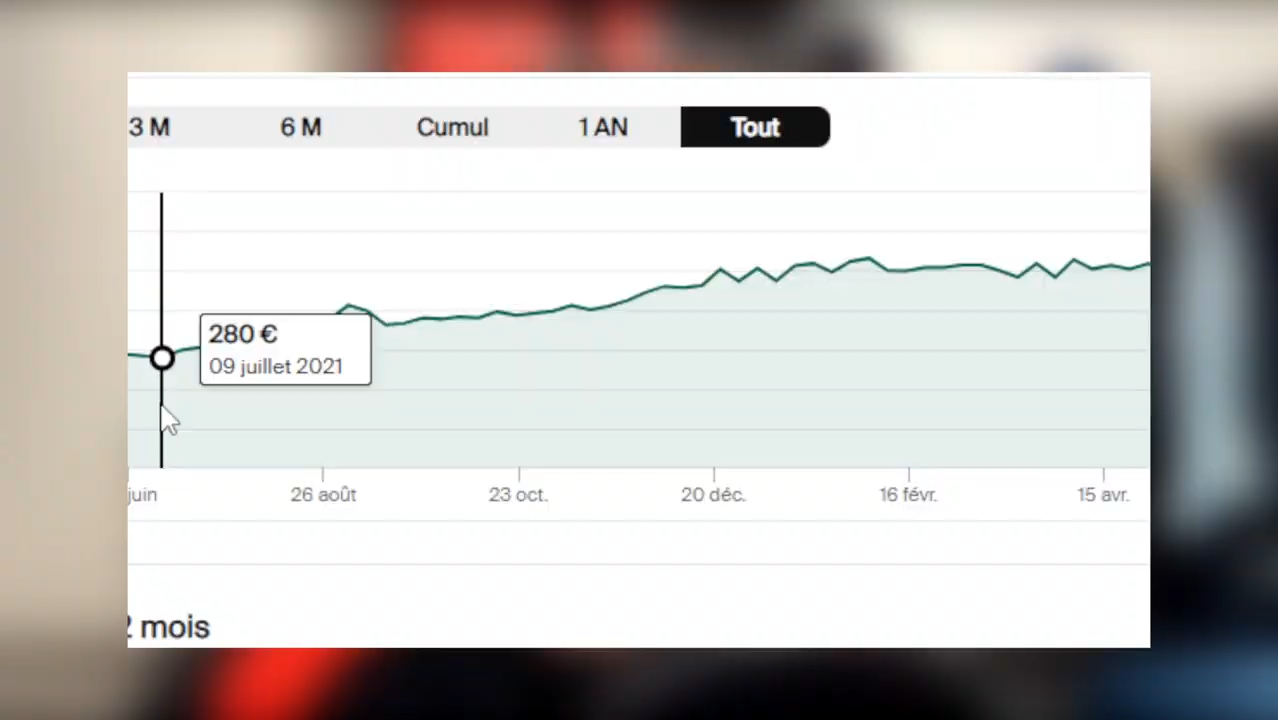 3 M 6 M Cumul 1 AN Tout
280 €
09 juillet 2021
juin 26 août 23 oct. 20 déc. 16 févr. 15 avr.
2 mois